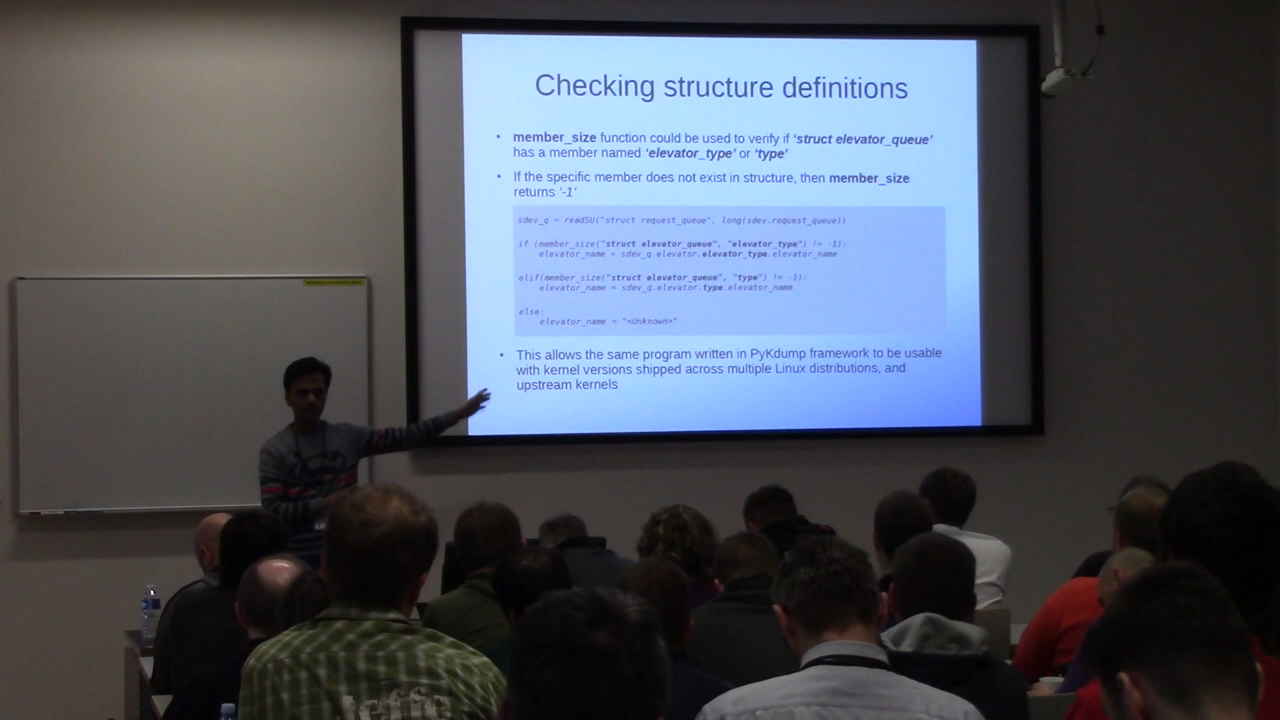 Checking structure definitions
• member_size function could be used to verify if ‘struct elevator_queue’
has a member named ‘elevator_type’ or ‘type’
• If the specific member does not exist in structure, then member_size
returns ‘-1’
sdev_q = readSU("struct request_queue", long(sdev.request_queue))
if (member_size("struct elevator_queue", "elevator_type") != -1):
elevator_name = sdev_q.elevator.elevator_type.elevator_name
elif(member_size("struct elevator_queue", "type") != -1):
elevator_name = sdev_q.elevator.type.elevator_name
else:
elevator_name = "<Unknown>"
• This allows the same program written in PyKdump framework to be usable
with kernel versions shipped across multiple Linux distributions, and
upstream kernels